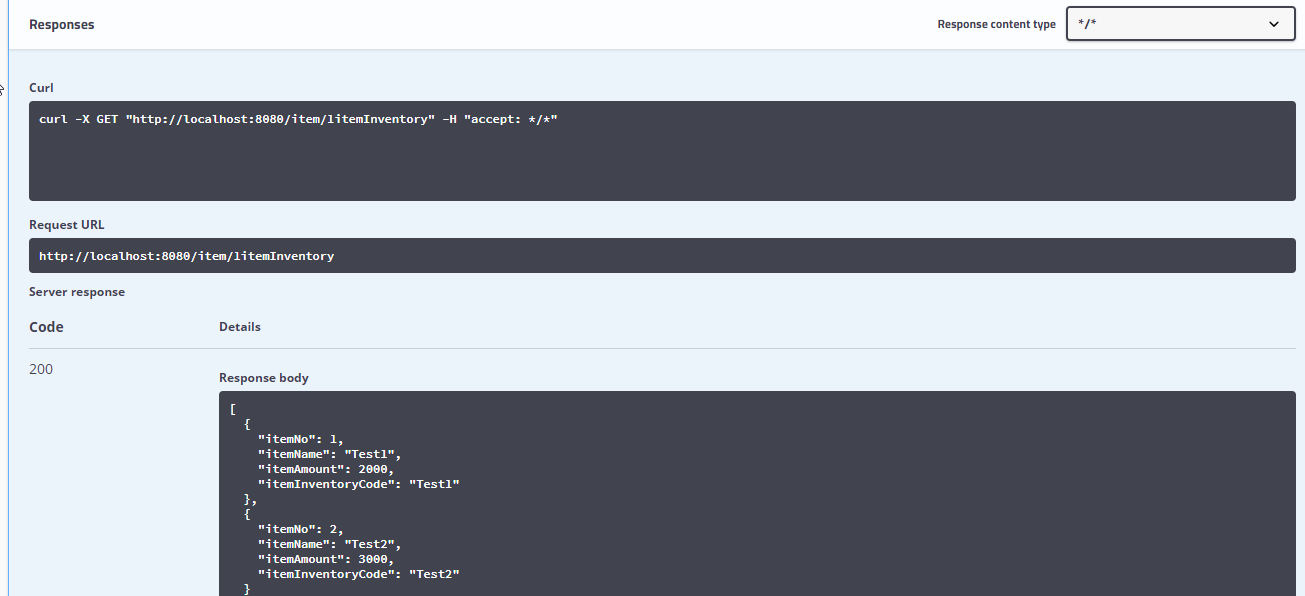 Responses
Response content type */*
Curl
curl -X GET "http://localhost:8080/item/litemInventory" -H "accept: */*"
Request URL
http://localhost:8080/item/litemInventory
Server response
Code Details
200
Response body
[
  {
    "itemNo": 1,
    "itemName": "Test1",
    "itemAmount": 2000,
    "itemInventoryCode": "Test1"
  },
  {
    "itemNo": 2,
    "itemName": "Test2",
    "itemAmount": 3000,
    "itemInventoryCode": "Test2"
  }